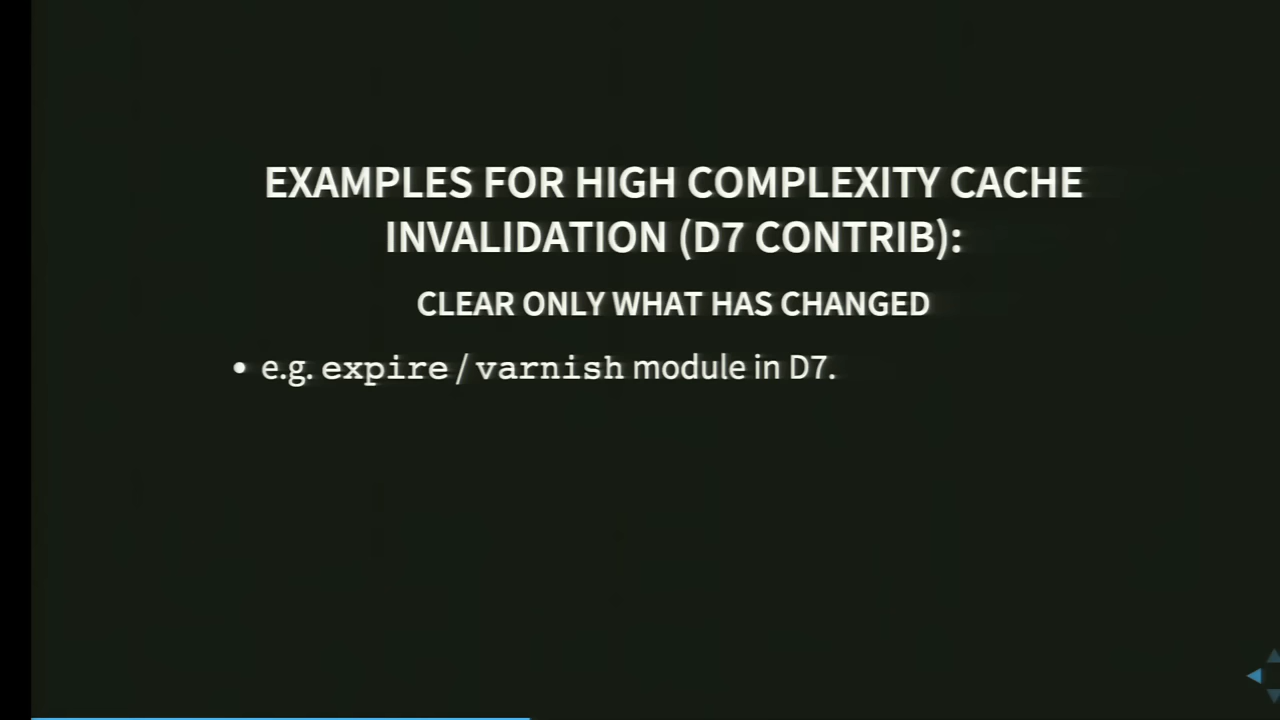 EXAMPLES FOR HIGH COMPLEXITY CACHE
INVALIDATION (D7 CONTRIB):
CLEAR ONLY WHAT HAS CHANGED
• e.g. expire / varnish module in D7.